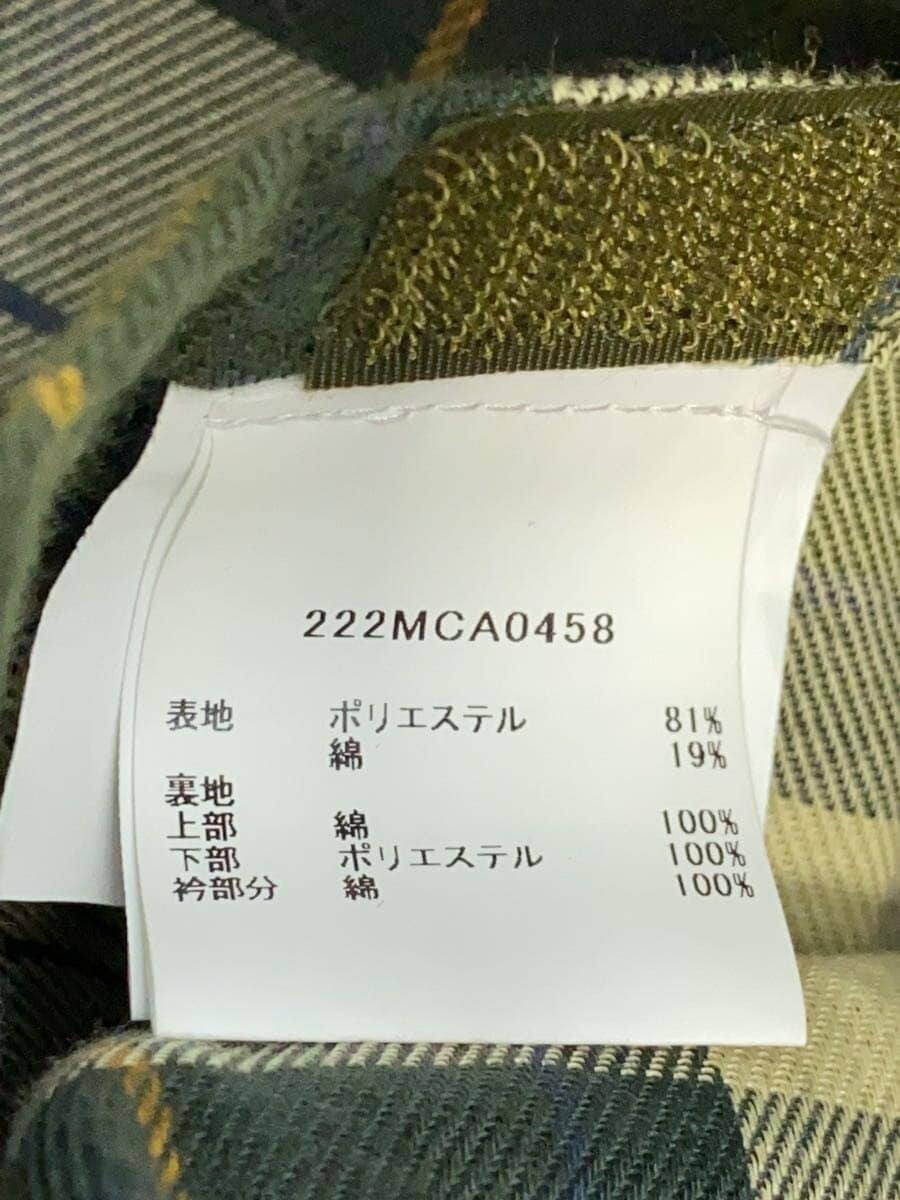 222MCA0458
表地 ポリエステル 81%
綿 19%
裏地
上部 綿 100%
下部 ポリエステル 100%
衿部分 綿 100%